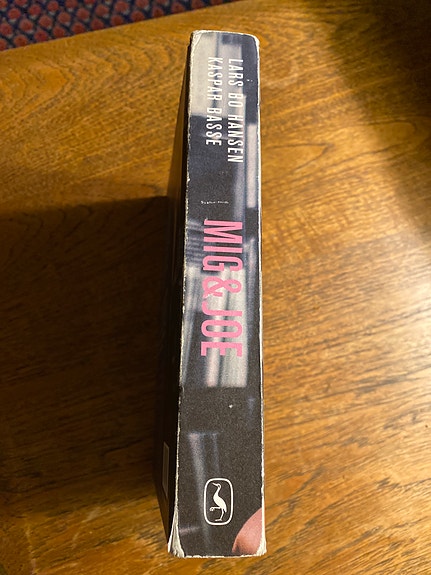 LARS BO HANSEN
KASPAR BASSE
MIG & JOE